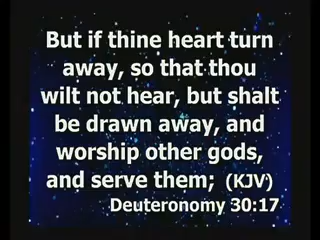 But if thine heart turn
away, so that thou
wilt not hear, but shalt
be drawn away, and
worship other gods,
and serve them; (KJV)
Deuteronomy 30:17